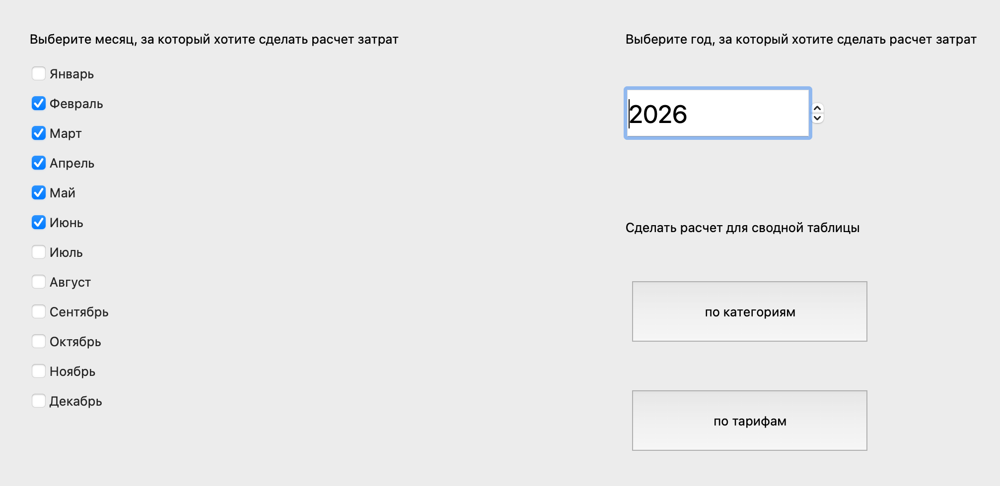 Выберите месяц, за который хотите сделать расчет затрат
Январь
Февраль
Март
Апрель
Май
Июнь
Июль
Август
Сентябрь
Октябрь
Ноябрь
Декабрь
Выберите год, за который хотите сделать расчет затрат
2026
Сделать расчет для сводной таблицы
по категориям
по тарифам